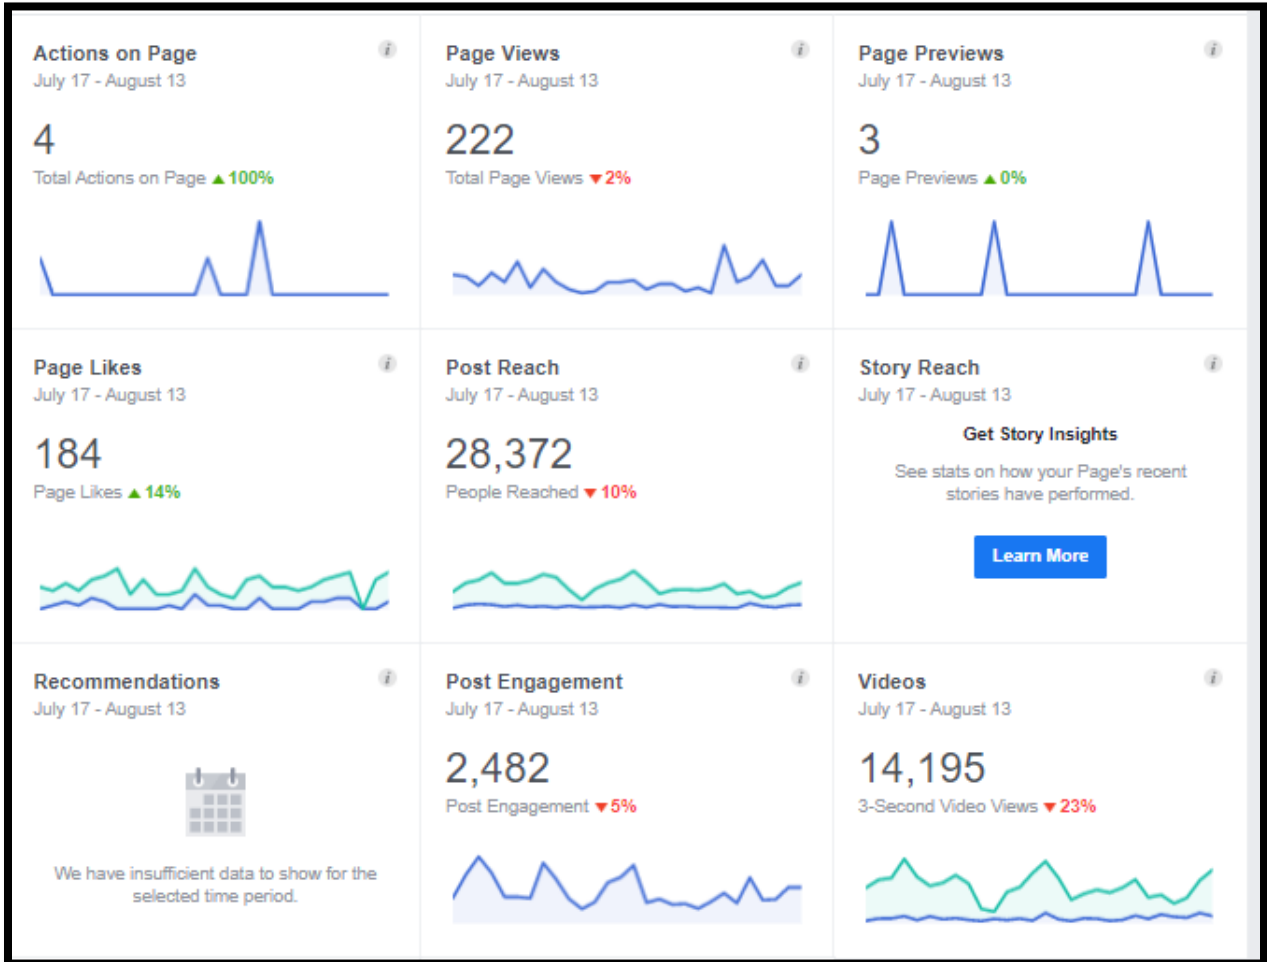 Actions on Page
July 17 - August 13
4
Total Actions on Page ▲ 100%
Page Views
July 17 - August 13
222
Total Page Views ▼ 2%
Page Previews
July 17 - August 13
3
Page Previews ▲ 0%
Page Likes
July 17 - August 13
184
Page Likes ▲ 14%
Post Reach
July 17 - August 13
28,372
People Reached ▼ 10%
Story Reach
July 17 - August 13
Get Story Insights
See stats on how your Page's recent
stories have performed.
Learn More
Recommendations
July 17 - August 13
We have insufficient data to show for the
selected time period.
Post Engagement
July 17 - August 13
2,482
Post Engagement ▼ 5%
Videos
July 17 - August 13
14,195
3-Second Video Views ▼ 23%